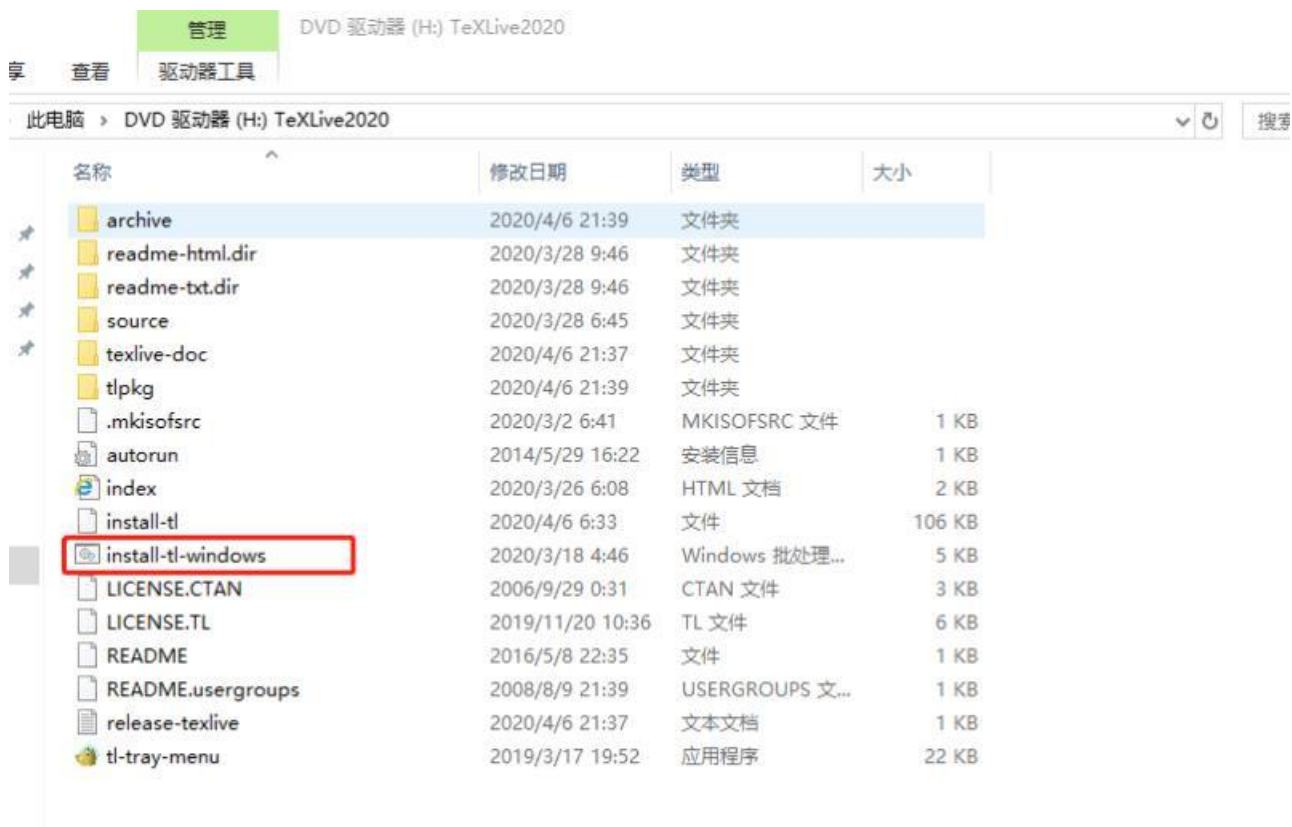 管理 DVD 驱动器 (H:) TeXLive2020
享 查看 驱动器工具
此电脑 › DVD 驱动器 (H:) TeXLive2020 搜索
名称 修改日期 类型 大小
archive 2020/4/6 21:39 文件夹
readme-html.dir 2020/3/28 9:46 文件夹
readme-txt.dir 2020/3/28 9:46 文件夹
source 2020/3/28 6:45 文件夹
texlive-doc 2020/4/6 21:37 文件夹
tlpkg 2020/4/6 21:39 文件夹
.mkisofsrc 2020/3/2 6:41 MKISOFSRC 文件 1 KB
autorun 2014/5/29 16:22 安装信息 1 KB
index 2020/3/26 6:08 HTML 文档 2 KB
install-tl 2020/4/6 6:33 文件 106 KB
install-tl-windows 2020/3/18 4:46 Windows 批处理... 5 KB
LICENSE.CTAN 2006/9/29 0:31 CTAN 文件 3 KB
LICENSE.TL 2019/11/20 10:36 TL 文件 6 KB
README 2016/5/8 22:35 文件 1 KB
README.usergroups 2008/8/9 21:39 USERGROUPS 文... 1 KB
release-texlive 2020/4/6 21:37 文本文档 1 KB
tl-tray-menu 2019/3/17 19:52 应用程序 22 KB